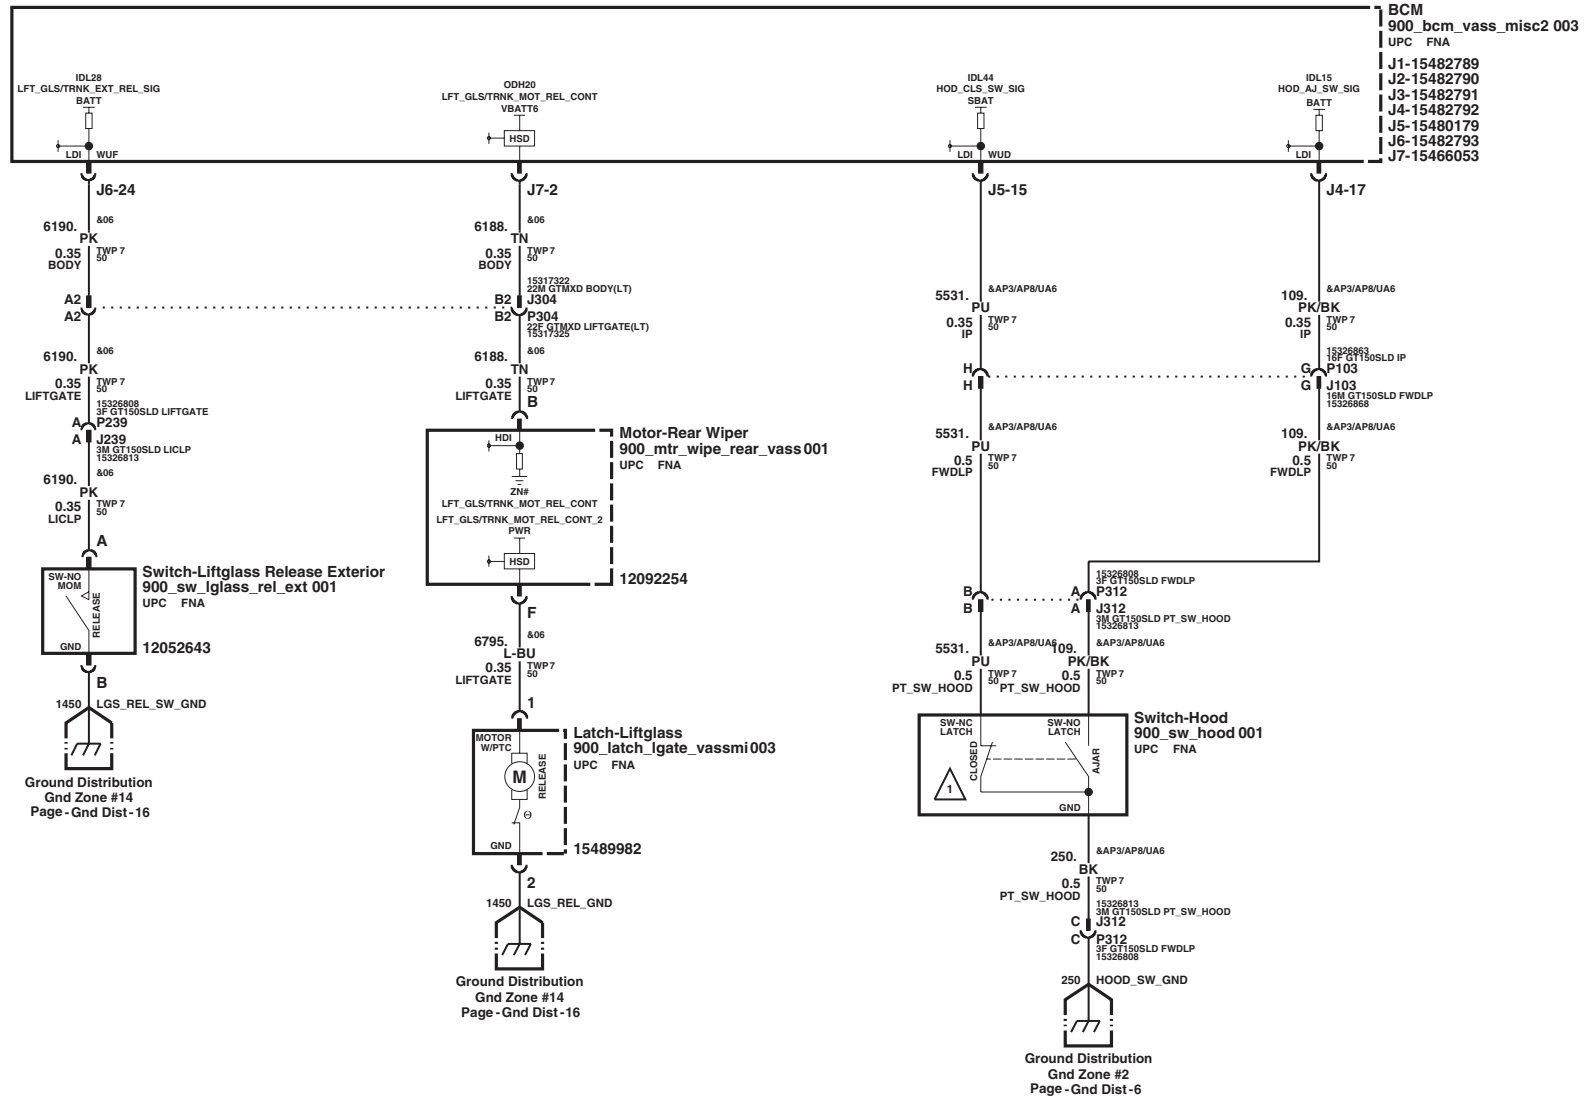 BCM
900_bcm_vass_misc2 003
UPC FNA
J1-15482789
J2-15482790
J3-15482791
J4-15482792
J5-15480179
J6-15482793
J7-15466053
IDL28
LFT_GLS/TRNK_EXT_REL_SIG
BATT
LDI WUF
J6-24
6190.
&06
PK
0.35
TWP 7
50
BODY
A2
A2
6190.
&06
PK
0.35
TWP 7
50
LIFTGATE
15326808
3F GT150SLD LIFTGATE
A P239
A J239
3M GT150SLD LICLP
15326813
6190.
&06
PK
0.35
TWP 7
50
LICLP
A
SW-NO
MOM
RELEASE
GND
Switch-Liftglass Release Exterior
900_sw_lglass_rel_ext 001
UPC FNA
12052643
B
1450 LGS_REL_SW_GND
Ground Distribution
Gnd Zone #14
Page-Gnd Dist-16
ODH20
LFT_GLS/TRNK_MOT_REL_CONT
VBATT6
HSD
J7-2
6188.
&06
TN
0.35
TWP 7
50
BODY
15317322
22M GTMXD BODY(LT)
B2 J304
B2 P304
22F GTMXD LIFTGATE(LT)
15317325
6188.
&06
TN
0.35
TWP 7
50
LIFTGATE
B
HDI
ZN#
LFT_GLS/TRNK_MOT_REL_CONT
LFT_GLS/TRNK_MOT_REL_CONT_2
PWR
HSD
Motor-Rear Wiper
900_mtr_wipe_rear_vass 001
UPC FNA
12092254
F
6795.
&06
L-BU
0.35
TWP 7
50
LIFTGATE
1
MOTOR
W/PTC
M
RELEASE
Θ
GND
Latch-Liftglass
900_latch_lgate_vassmi 003
UPC FNA
15489982
2
1450 LGS_REL_GND
Ground Distribution
Gnd Zone #14
Page-Gnd Dist-16
IDL44
HOD_CLS_SW_SIG
SBAT
LDI WUD
J5-15
5531.
&AP3/AP8/UA6
PU
0.35
TWP 7
50
IP
H
H
5531.
&AP3/AP8/UA6
PU
0.5
TWP 7
50
FWDLP
B
B
5531.
&AP3/AP8/UA6
PU
0.5
TWP 7
50
PT_SW_HOOD
IDL15
HOD_AJ_SW_SIG
BATT
LDI
J4-17
109.
&AP3/AP8/UA6
PK/BK
0.35
TWP 7
50
IP
15326863
16F GT150SLD IP
G P103
G J103
16M GT150SLD FWDLP
15326868
109.
&AP3/AP8/UA6
PK/BK
0.5
TWP 7
50
FWDLP
15326808
3F GT150SLD FWDLP
A P312
A J312
3M GT150SLD PT_SW_HOOD
15326813
109.
&AP3/AP8/UA6
PK/BK
0.5
TWP 7
50
PT_SW_HOOD
SW-NC
LATCH
SW-NO
LATCH
CLOSED
AJAR
1
GND
Switch-Hood
900_sw_hood 001
UPC FNA
250.
&AP3/AP8/UA6
BK
0.5
TWP 7
50
PT_SW_HOOD
15326813
3M GT150SLD PT_SW_HOOD
C J312
C P312
3F GT150SLD FWDLP
15326808
250 HOOD_SW_GND
Ground Distribution
Gnd Zone #2
Page-Gnd Dist-6